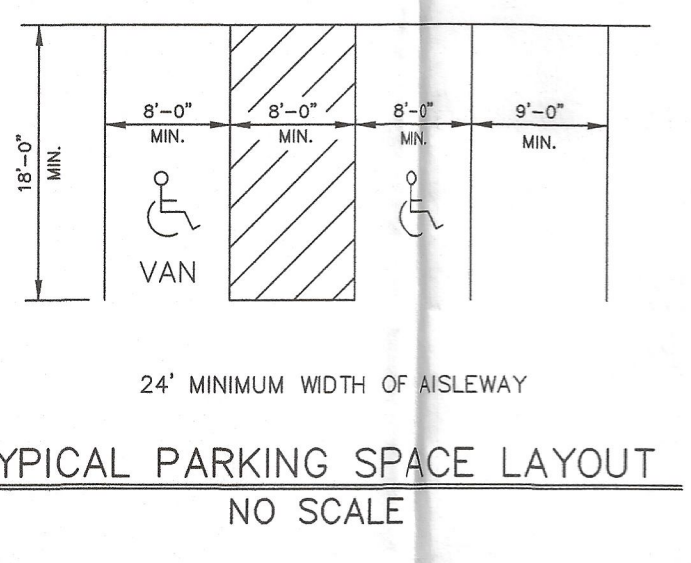 8'-0" 8'-0" 8'-0" 9'-0"
MIN. MIN. MIN. MIN.
18'-0"
MIN.
VAN
24' MINIMUM WIDTH OF AISLEWAY
YPICAL PARKING SPACE LAYOUT
NO SCALE